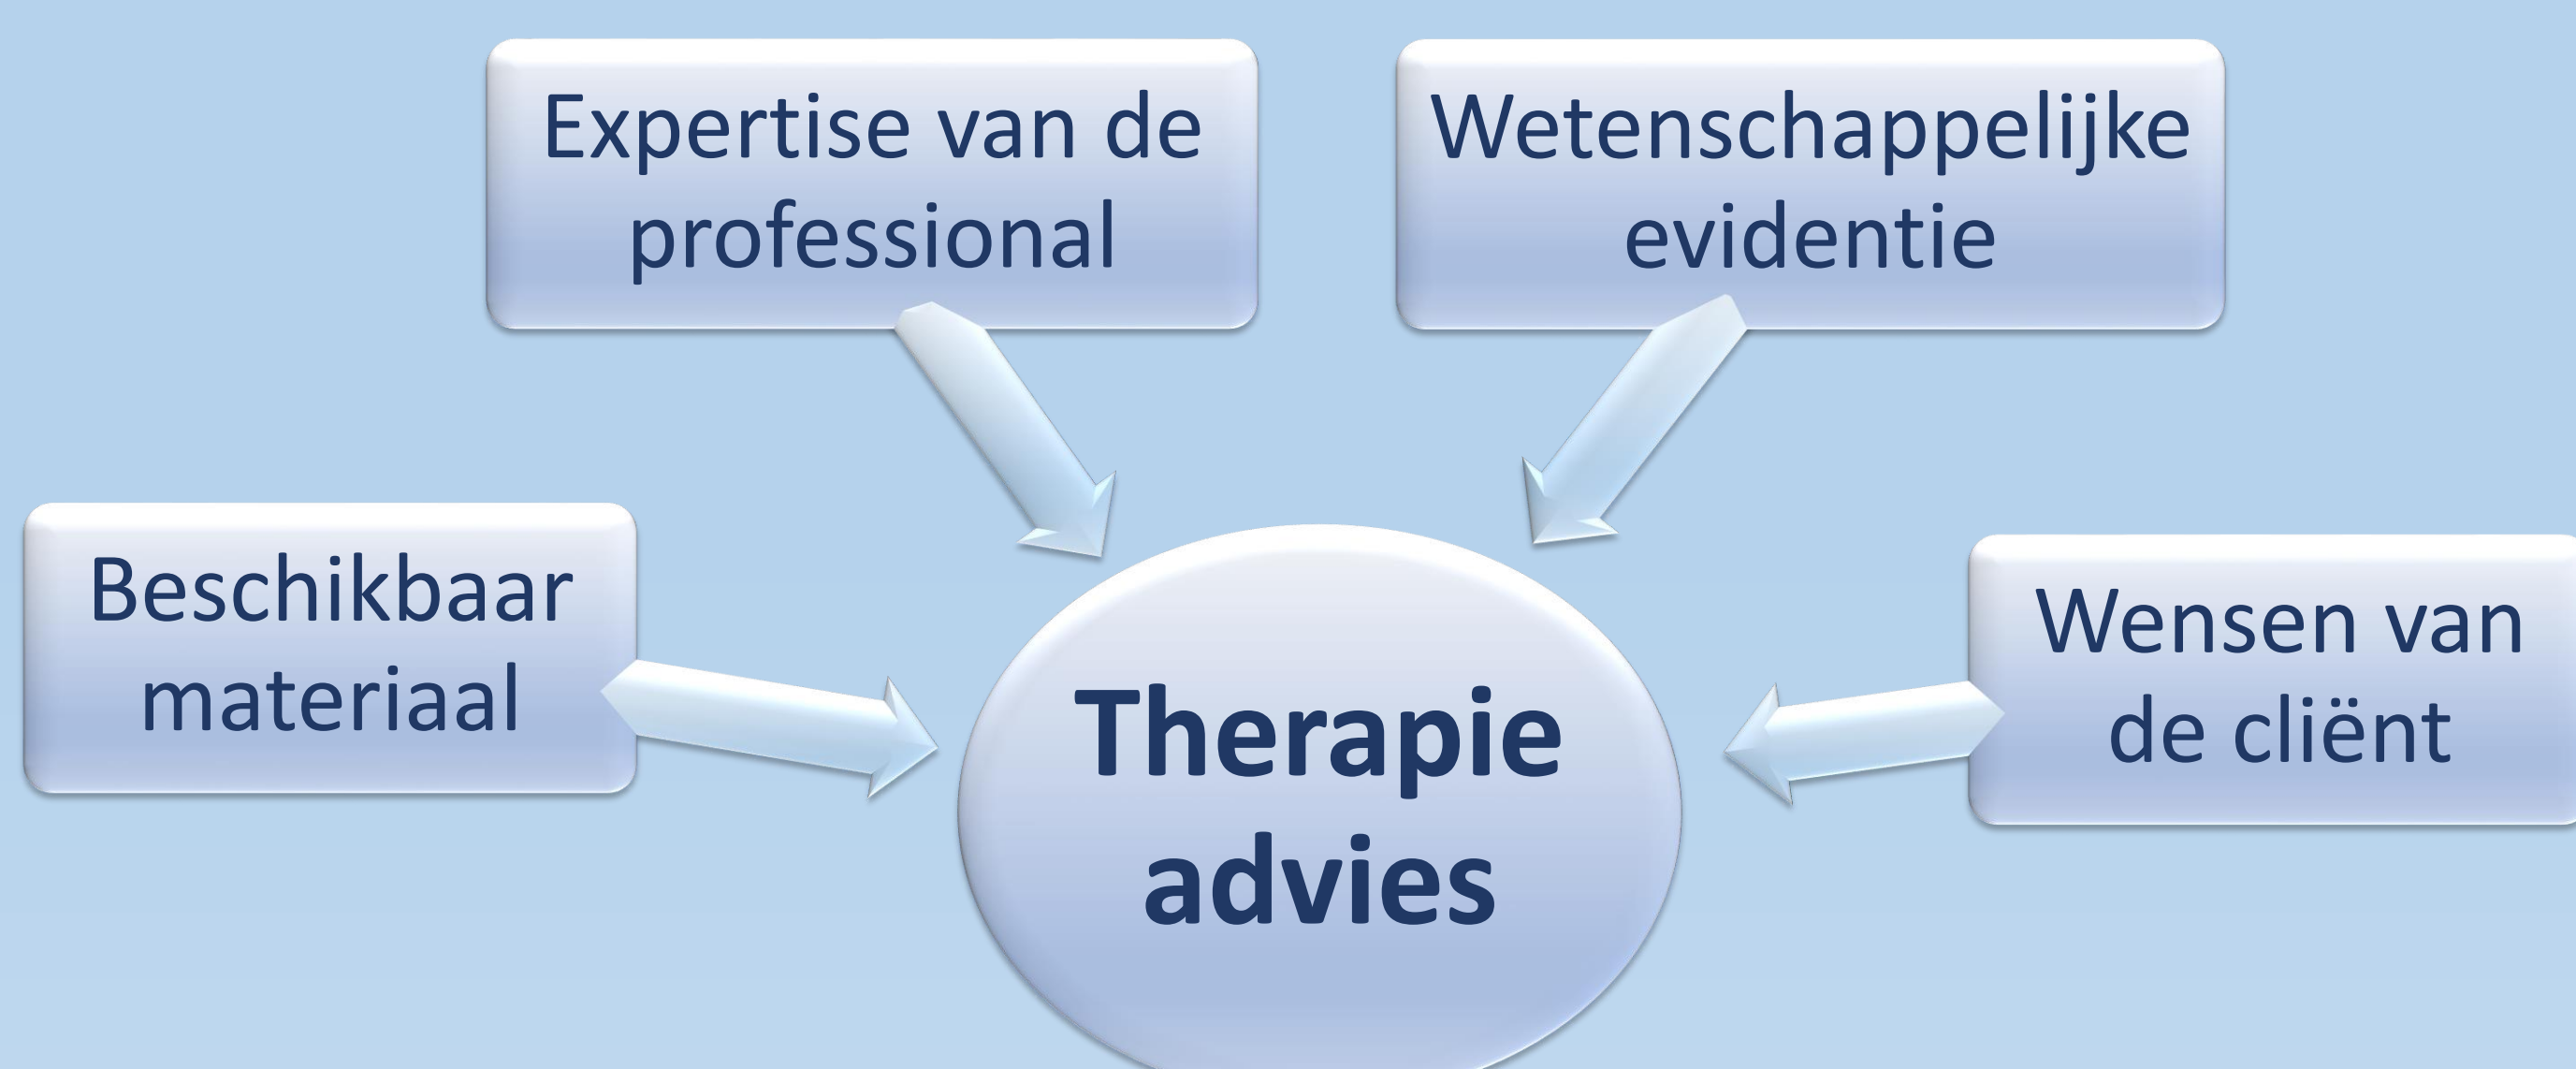 Expertise van de
professional
Wetenschappelijke
evidentie
Beschikbaar
materiaal
Wensen van
de cliënt
Therapie
advies